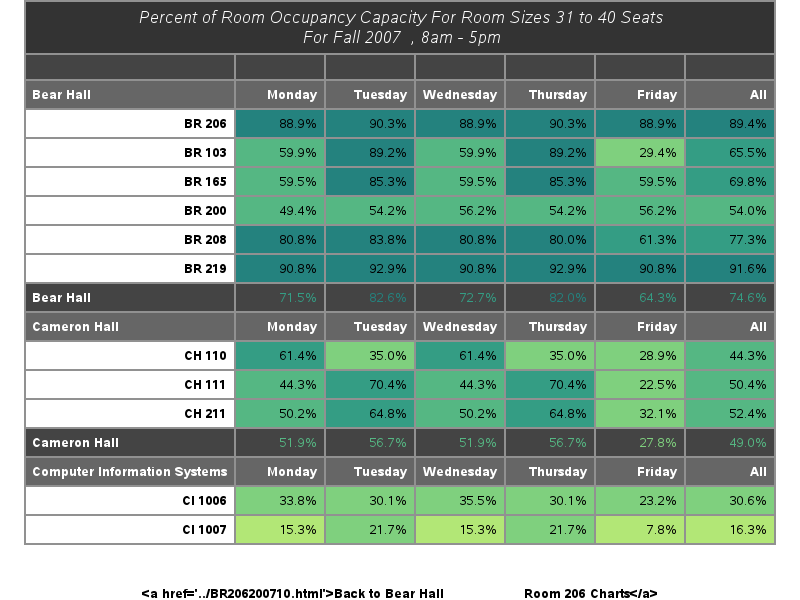 Percent of Room Occupancy Capacity For Room Sizes 31 to 40 Seats
For Fall 2007 , 8am - 5pm
Bear Hall Monday Tuesday Wednesday Thursday Friday All
BR 206 88.9% 90.3% 88.9% 90.3% 88.9% 89.4%
BR 103 59.9% 89.2% 59.9% 89.2% 29.4% 65.5%
BR 165 59.5% 85.3% 59.5% 85.3% 59.5% 69.8%
BR 200 49.4% 54.2% 56.2% 54.2% 56.2% 54.0%
BR 208 80.8% 83.8% 80.8% 80.0% 61.3% 77.3%
BR 219 90.8% 92.9% 90.8% 92.9% 90.8% 91.6%
Bear Hall 71.5% 82.6% 72.7% 82.0% 64.3% 74.6%
Cameron Hall Monday Tuesday Wednesday Thursday Friday All
CH 110 61.4% 35.0% 61.4% 35.0% 28.9% 44.3%
CH 111 44.3% 70.4% 44.3% 70.4% 22.5% 50.4%
CH 211 50.2% 64.8% 50.2% 64.8% 32.1% 52.4%
Cameron Hall 51.9% 56.7% 51.9% 56.7% 27.8% 49.0%
Computer Information Systems Monday Tuesday Wednesday Thursday Friday All
CI 1006 33.8% 30.1% 35.5% 30.1% 23.2% 30.6%
CI 1007 15.3% 21.7% 15.3% 21.7% 7.8% 16.3%
<a href='../BR206200710.html'>Back to Bear Hall Room 206 Charts</a>